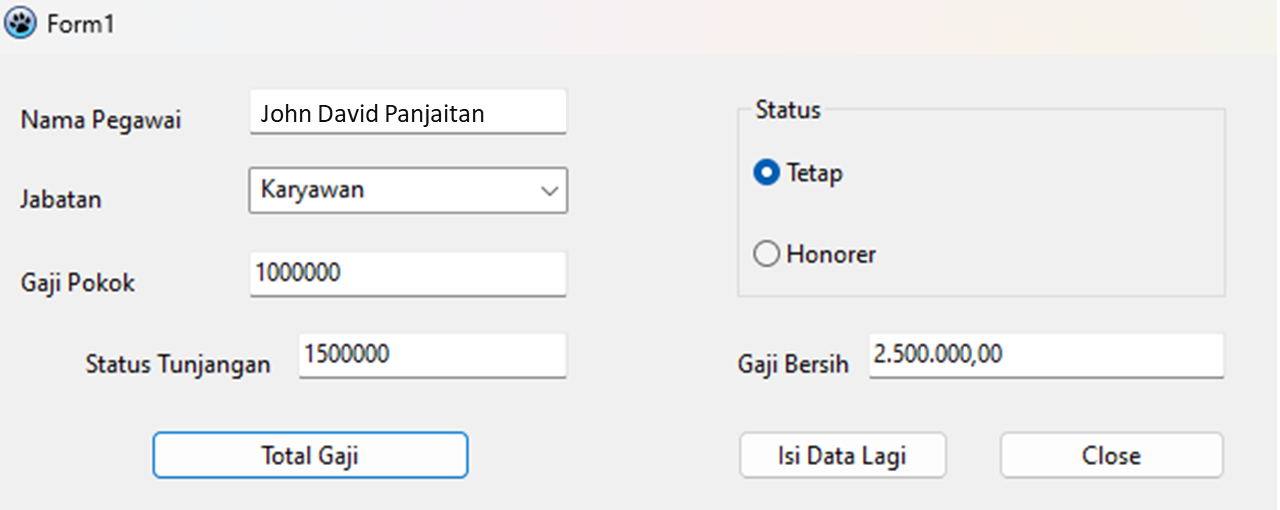 Form1
Nama Pegawai
John David Panjaitan
Jabatan
Karyawan
Gaji Pokok
1000000
Status Tunjangan
1500000
Total Gaji
Status
Tetap
Honorer
Gaji Bersih
2.500.000,00
Isi Data Lagi
Close